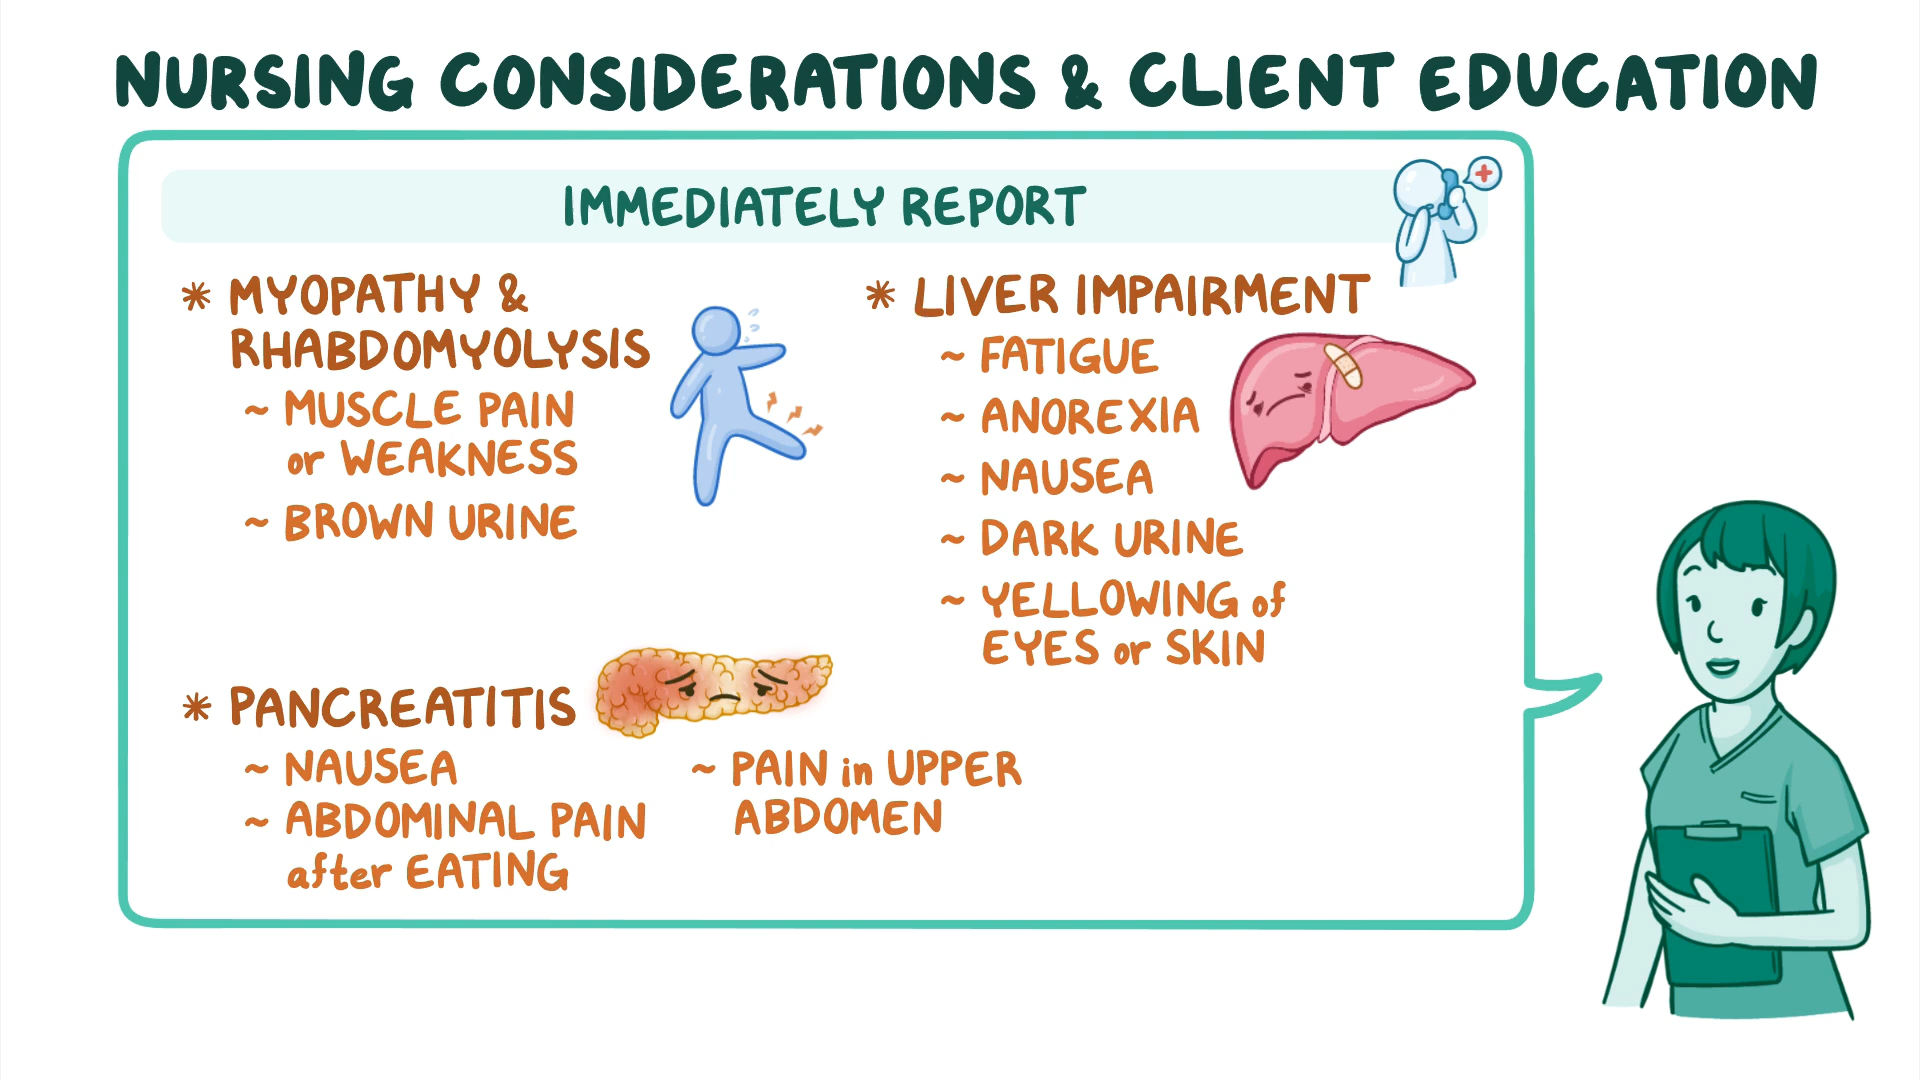 NURSING CONSIDERATIONS & CLIENT EDUCATION
IMMEDIATELY REPORT
* MYOPATHY &
RHABDOMYOLYSIS
~ MUSCLE PAIN
or WEAKNESS
~ BROWN URINE
* LIVER IMPAIRMENT
~ FATIGUE
~ ANOREXIA
~ NAUSEA
~ DARK URINE
~ YELLOWING of
EYES or SKIN
* PANCREATITIS
~ NAUSEA
~ ABDOMINAL PAIN
after EATING
~ PAIN in UPPER
ABDOMEN